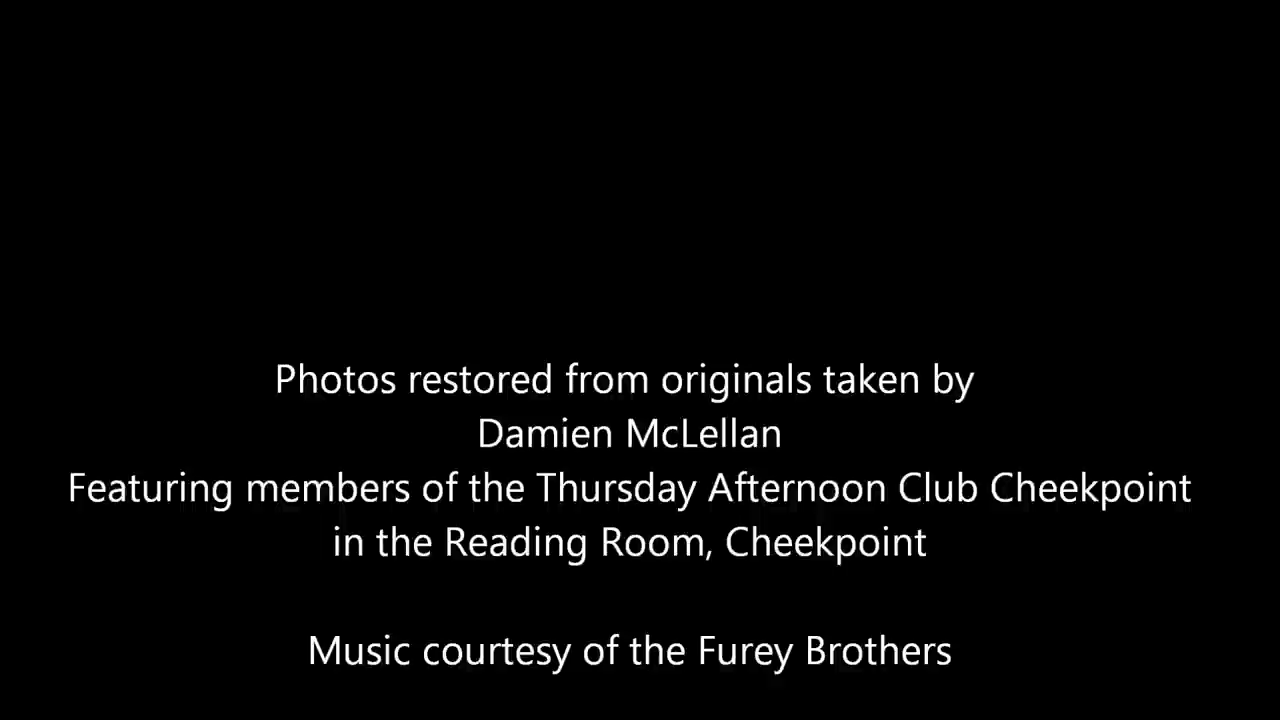 Photos restored from originals taken by
Damien McLellan
Featuring members of the Thursday Afternoon Club Cheekpoint
in the Reading Room, Cheekpoint
Music courtesy of the Furey Brothers